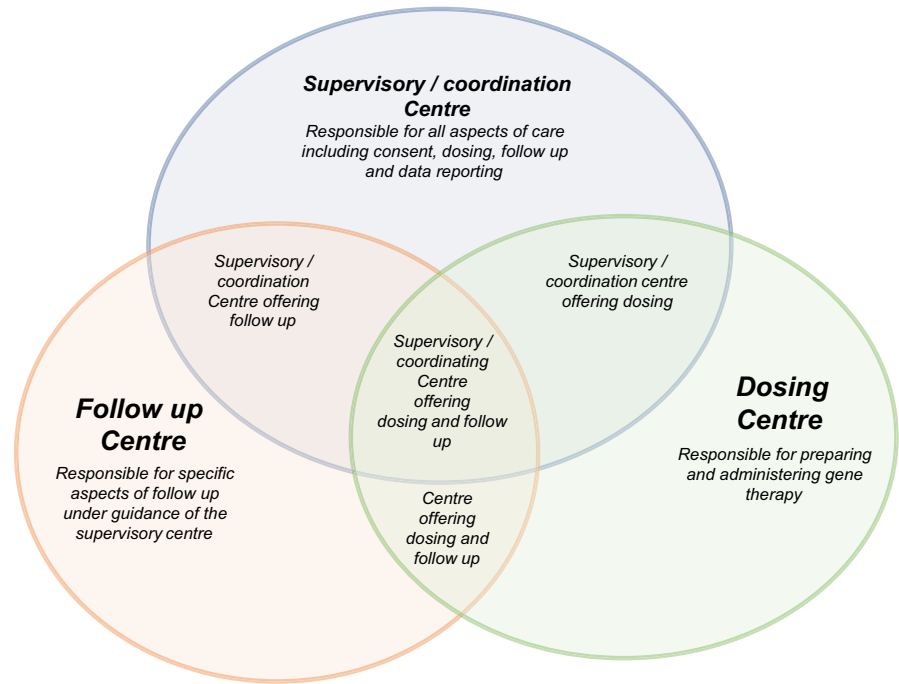 Supervisory / coordination
Centre
Responsible for all aspects of care
including consent, dosing, follow up
and data reporting
Supervisory /
coordination
Centre offering
follow up
Supervisory /
coordination centre
offering dosing
Supervisory /
coordinating
Centre
offering
dosing and follow
up
Follow up
Centre
Responsible for specific
aspects of follow up
under guidance of the
supervisory centre
Dosing
Centre
Responsible for preparing
and administering gene
therapy
Centre
offering
dosing and
follow up